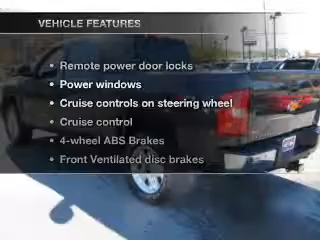 VEHICLE FEATURES
• Remote power door locks
• Power windows
• Cruise controls on steering wheel
• Cruise control
• 4-wheel ABS Brakes
• Front Ventilated disc brakes